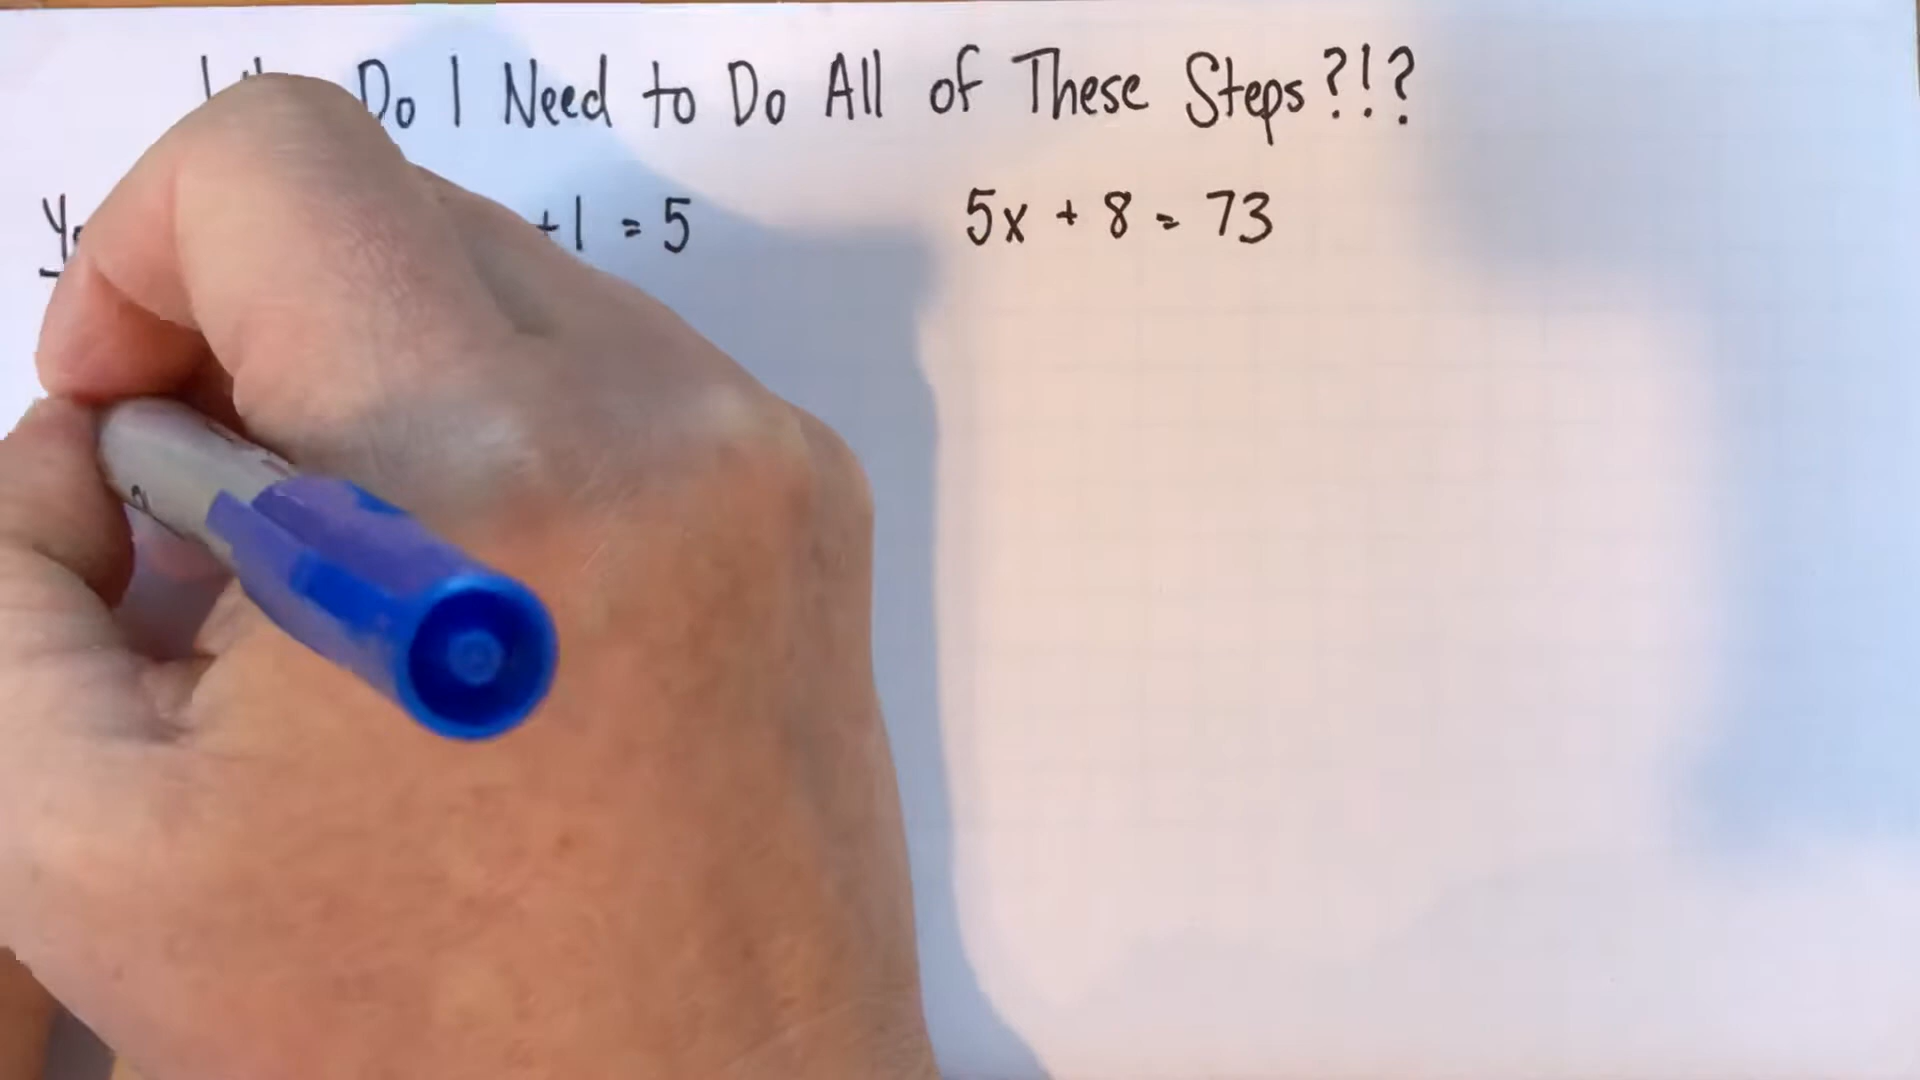 Do I Need to Do All of These Steps?!?
+1 = 5
5x + 8 = 73